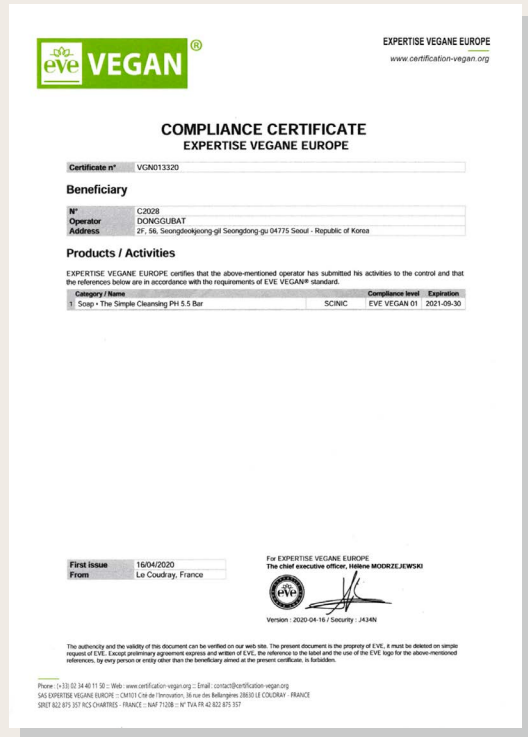 eve VEGAN ®
EXPERTISE VEGANE EUROPE
www.certification-vegan.org
COMPLIANCE CERTIFICATE
EXPERTISE VEGANE EUROPE
Certificate n° VGN013320
Beneficiary
N° C2028
Operator DONGGUBAT
Address 2F, 56, Seongdeokjeong-gil Seongdong-gu 04775 Seoul - Republic of Korea
Products / Activities
EXPERTISE VEGANE EUROPE certifies that the above-mentioned operator has submitted his activities to the control and that
the references below are in accordance with the requirements of EVE VEGAN® standard.
Category / Name Compliance level Expiration
1 Soap • The Simple Cleansing PH 5.5 Bar SCINIC EVE VEGAN 01 2021-09-30
First issue 16/04/2020
From Le Coudray, France
For EXPERTISE VEGANE EUROPE
The chief executive officer, Hélène MODRZEJEWSKI
eve
Version : 2020-04-16 / Security : J434N
The authencity and the validity of this document can be verified on our web site. The present document is the proprety of EVE, it must be deleted on simple
request of EVE. Except preliminary agreement express and written of EVE, the reference to the label and the use of the EVE logo for the above-mentioned
references, by evry person or entity other than the beneficiary aimed at the present certificate, is forbidden.
Phone : (+33) 02 34 40 11 50 :: Web : www.certification-vegan.org :: Email : contact@certification-vegan.org
SAS EXPERTISE VEGANE EUROPE :: CM101 Cité de l'Innovation, 36 rue des Bellangères 28630 LE COUDRAY - FRANCE
SIRET 822 875 357 RCS CHARTRES - FRANCE :: NAF 7120B :: N° TVA FR 42 822 875 357